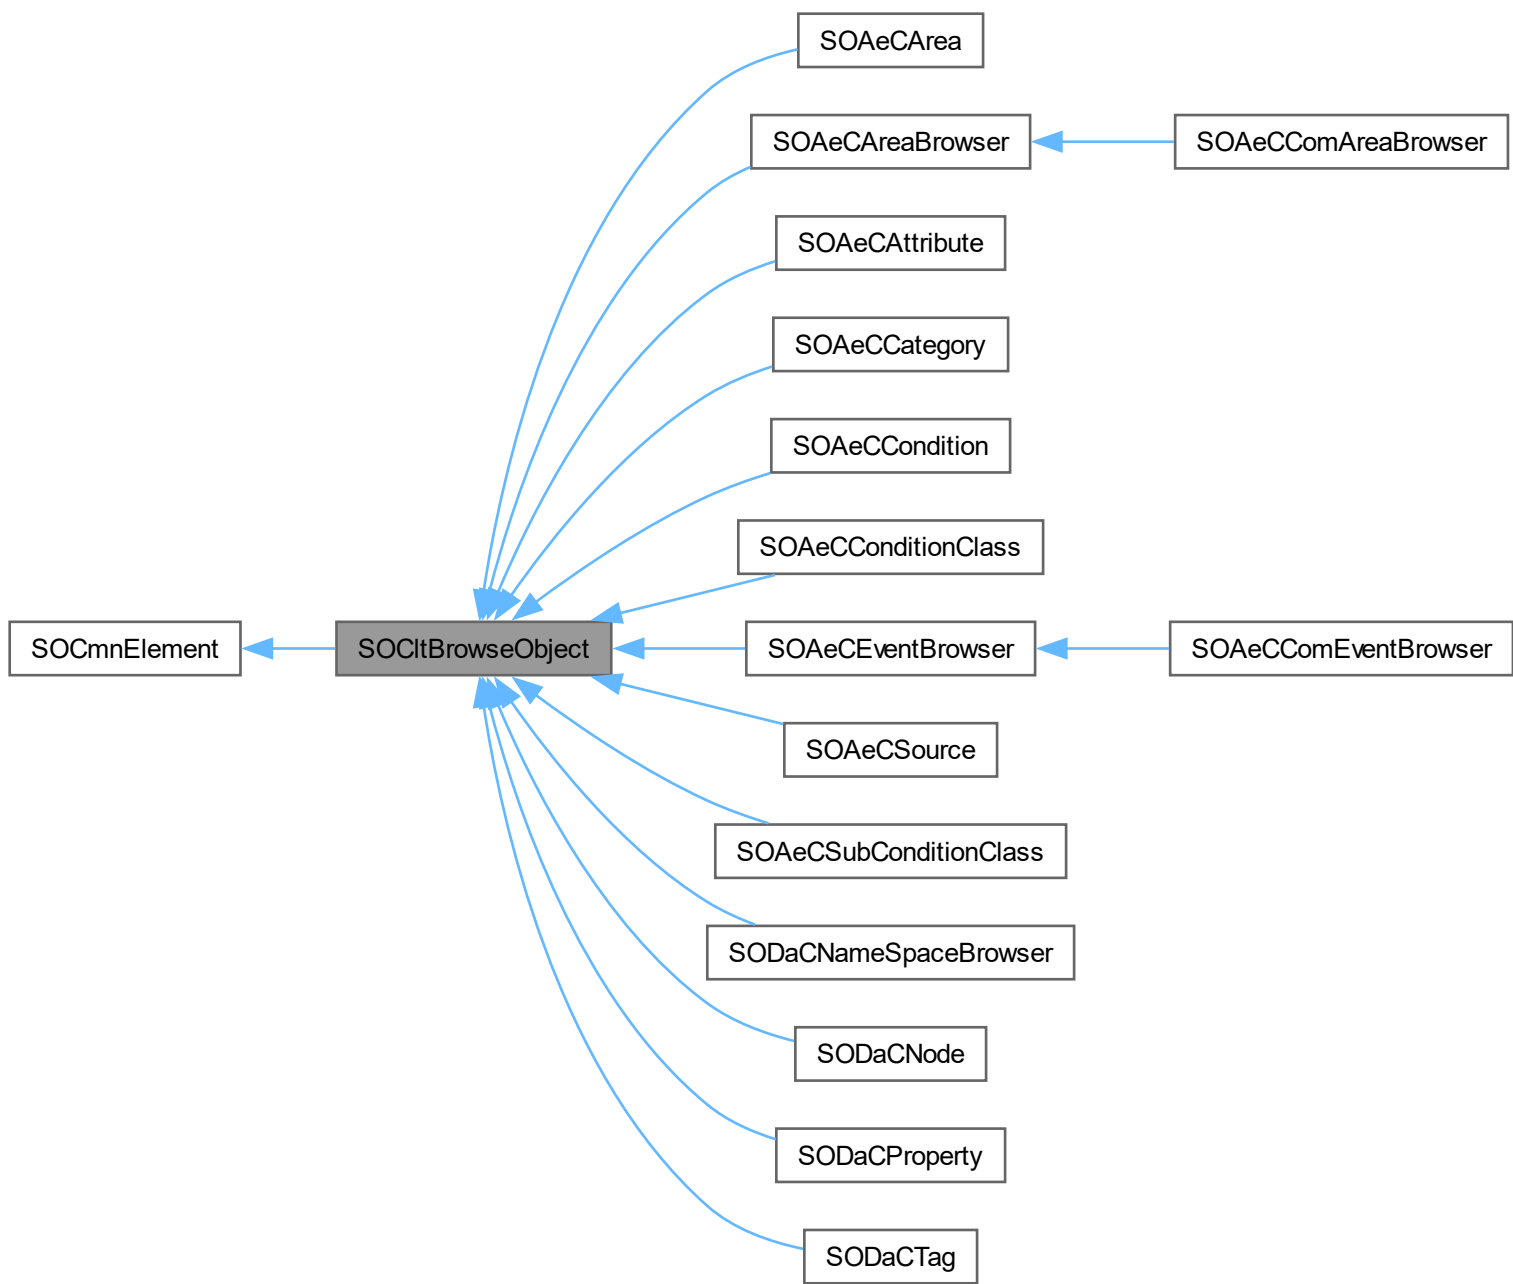 SOAeCArea
SOAeCAreaBrowser
SOAeCComAreaBrowser
SOAeCAttribute
SOAeCCategory
SOAeCCondition
SOAeCConditionClass
SOCmnElement
SOCltBrowseObject
SOAeCEventBrowser
SOAeCComEventBrowser
SOAeCSource
SOAeCSubConditionClass
SODaCNameSpaceBrowser
SODaCNode
SODaCProperty
SODaCTag